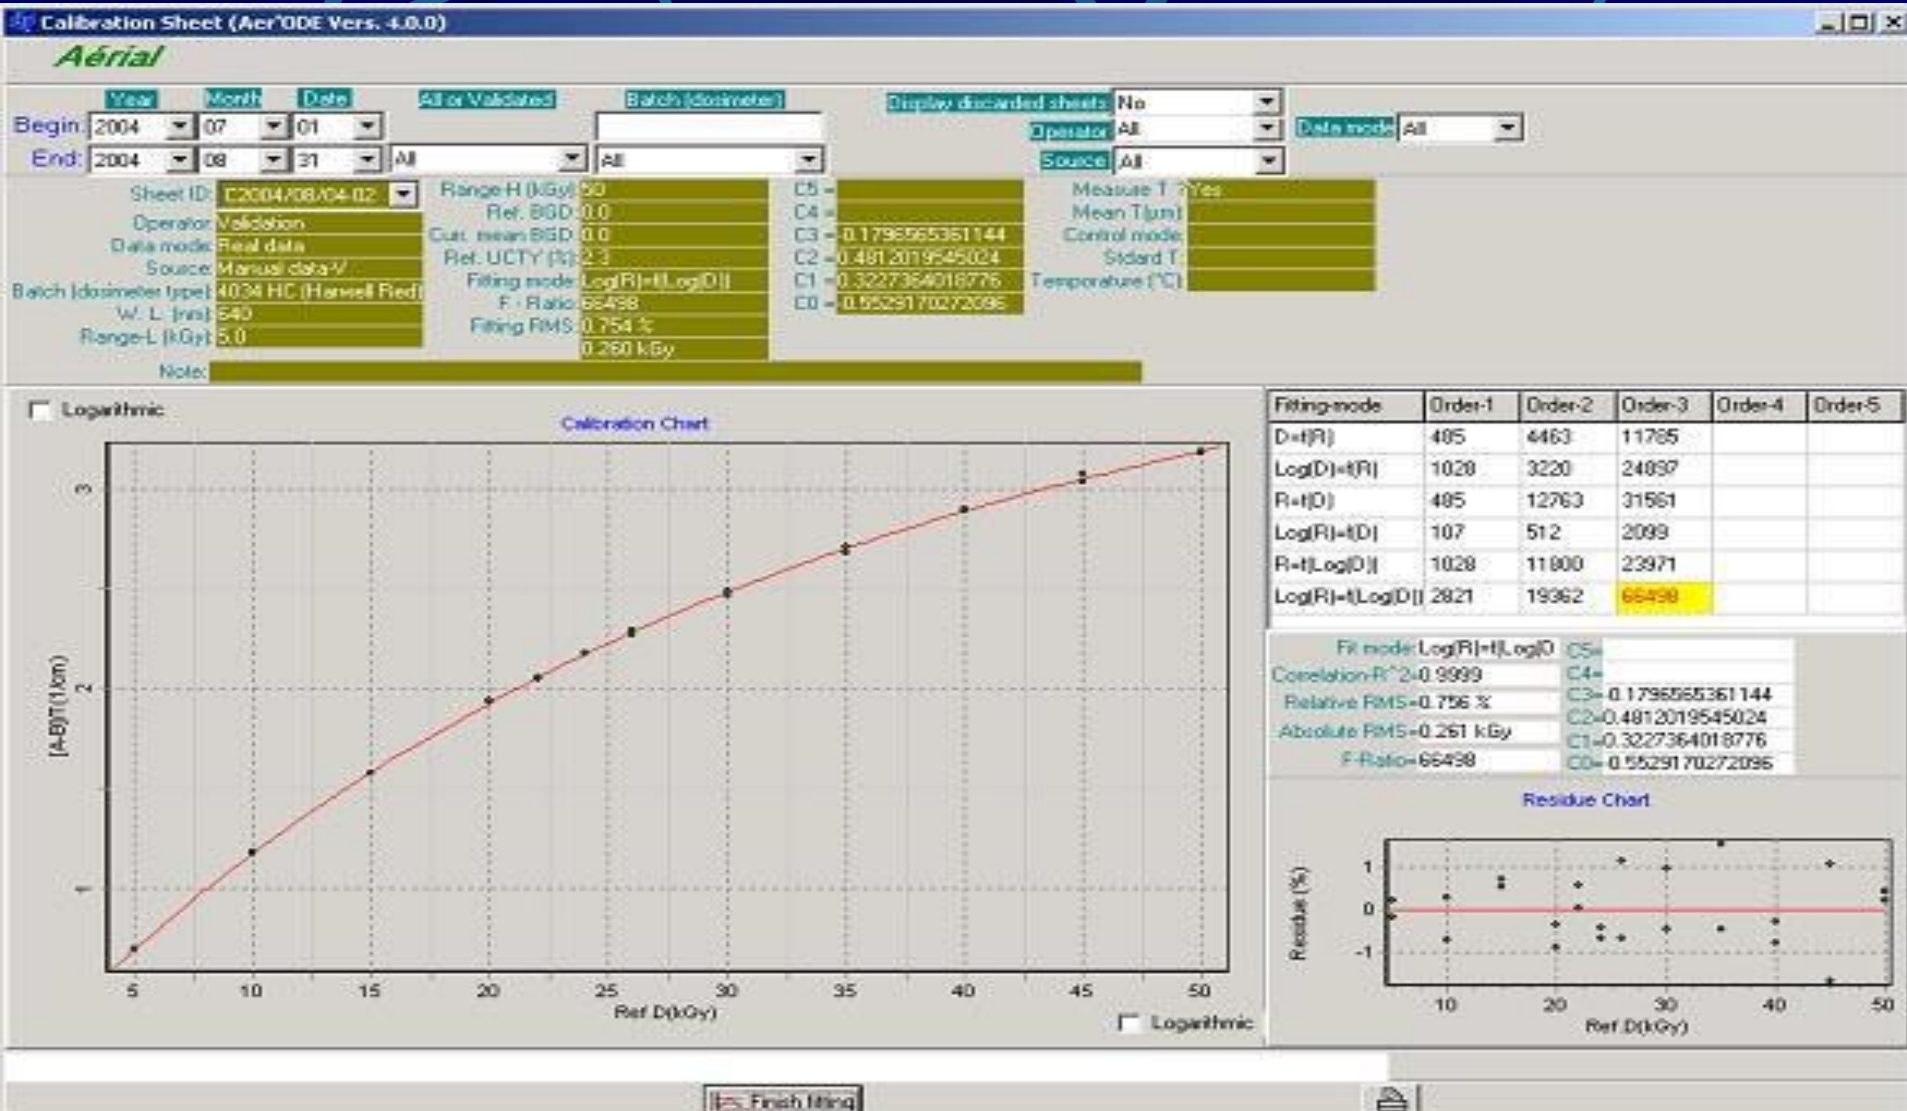 Calibration Sheet (Aer'ODE Vers. 4.0.0)
Aérial
Year Month Date All or Validated Batch (dosimeter) Display discarded sheets: No
Begin: 2004 07 01 Operator All Data mode All
End: 2004 08 31 All All Source All
Sheet ID: C2004/08/04-02 Range-H (kGy): 50 C5 = Measure T ? Yes
Operator: Validation Ref. BGD: 0.0 C4 = Mean T(µm)
Data mode: Real data Curr. mean BGD: 0.0 C3 = 0.1796565361144 Control mode:
Source: Manual data-V Ref. UCTY (%): 2.3 C2 =-0.4812019545024 Stdard T:
Batch (dosimeter type): 4034 HC (Harwell Red) Fitting mode: Log(R)=f(Log(D)) C1 =-0.3227364018776 Temporature (°C)
W. L. (nm): 640 F - Ratio: 66498 C0 =-0.5529170272096
Range-L (kGy): 5.0 Fitting RMS: 0.754 %
0.260 kGy
Note:
Logarithmic
Calibration Chart
[A-B]/T(1/cm)
3
2
1
5 10 15 20 25 30 35 40 45 50
Ref D(kGy)
Logarithmic
Fitting-mode Order-1 Order-2 Order-3 Order-4 Order-5
D=f(R) 485 4463 11785
Log(D)=f(R) 1028 3220 24897
R=f(D) 485 12763 31561
Log(R)=f(D) 107 512 2099
R=f(Log(D)) 1028 11800 23971
Log(R)=f(Log(D)) 2821 19362 66498
Fit mode: Log(R)=f(Log(D C5=
Correlation-R^2=0.9999 C4=
Relative RMS=0.756 % C3= 0.1796565361144
Absolute RMS=0.261 kGy C2=-0.4812019545024
F-Ratio=66498 C1=-0.3227364018776
C0= 0.5529170272096
Residue Chart
Residue (%)
1
0
-1
10 20 30 40 50
Ref.D(kGy)
Finish fitting